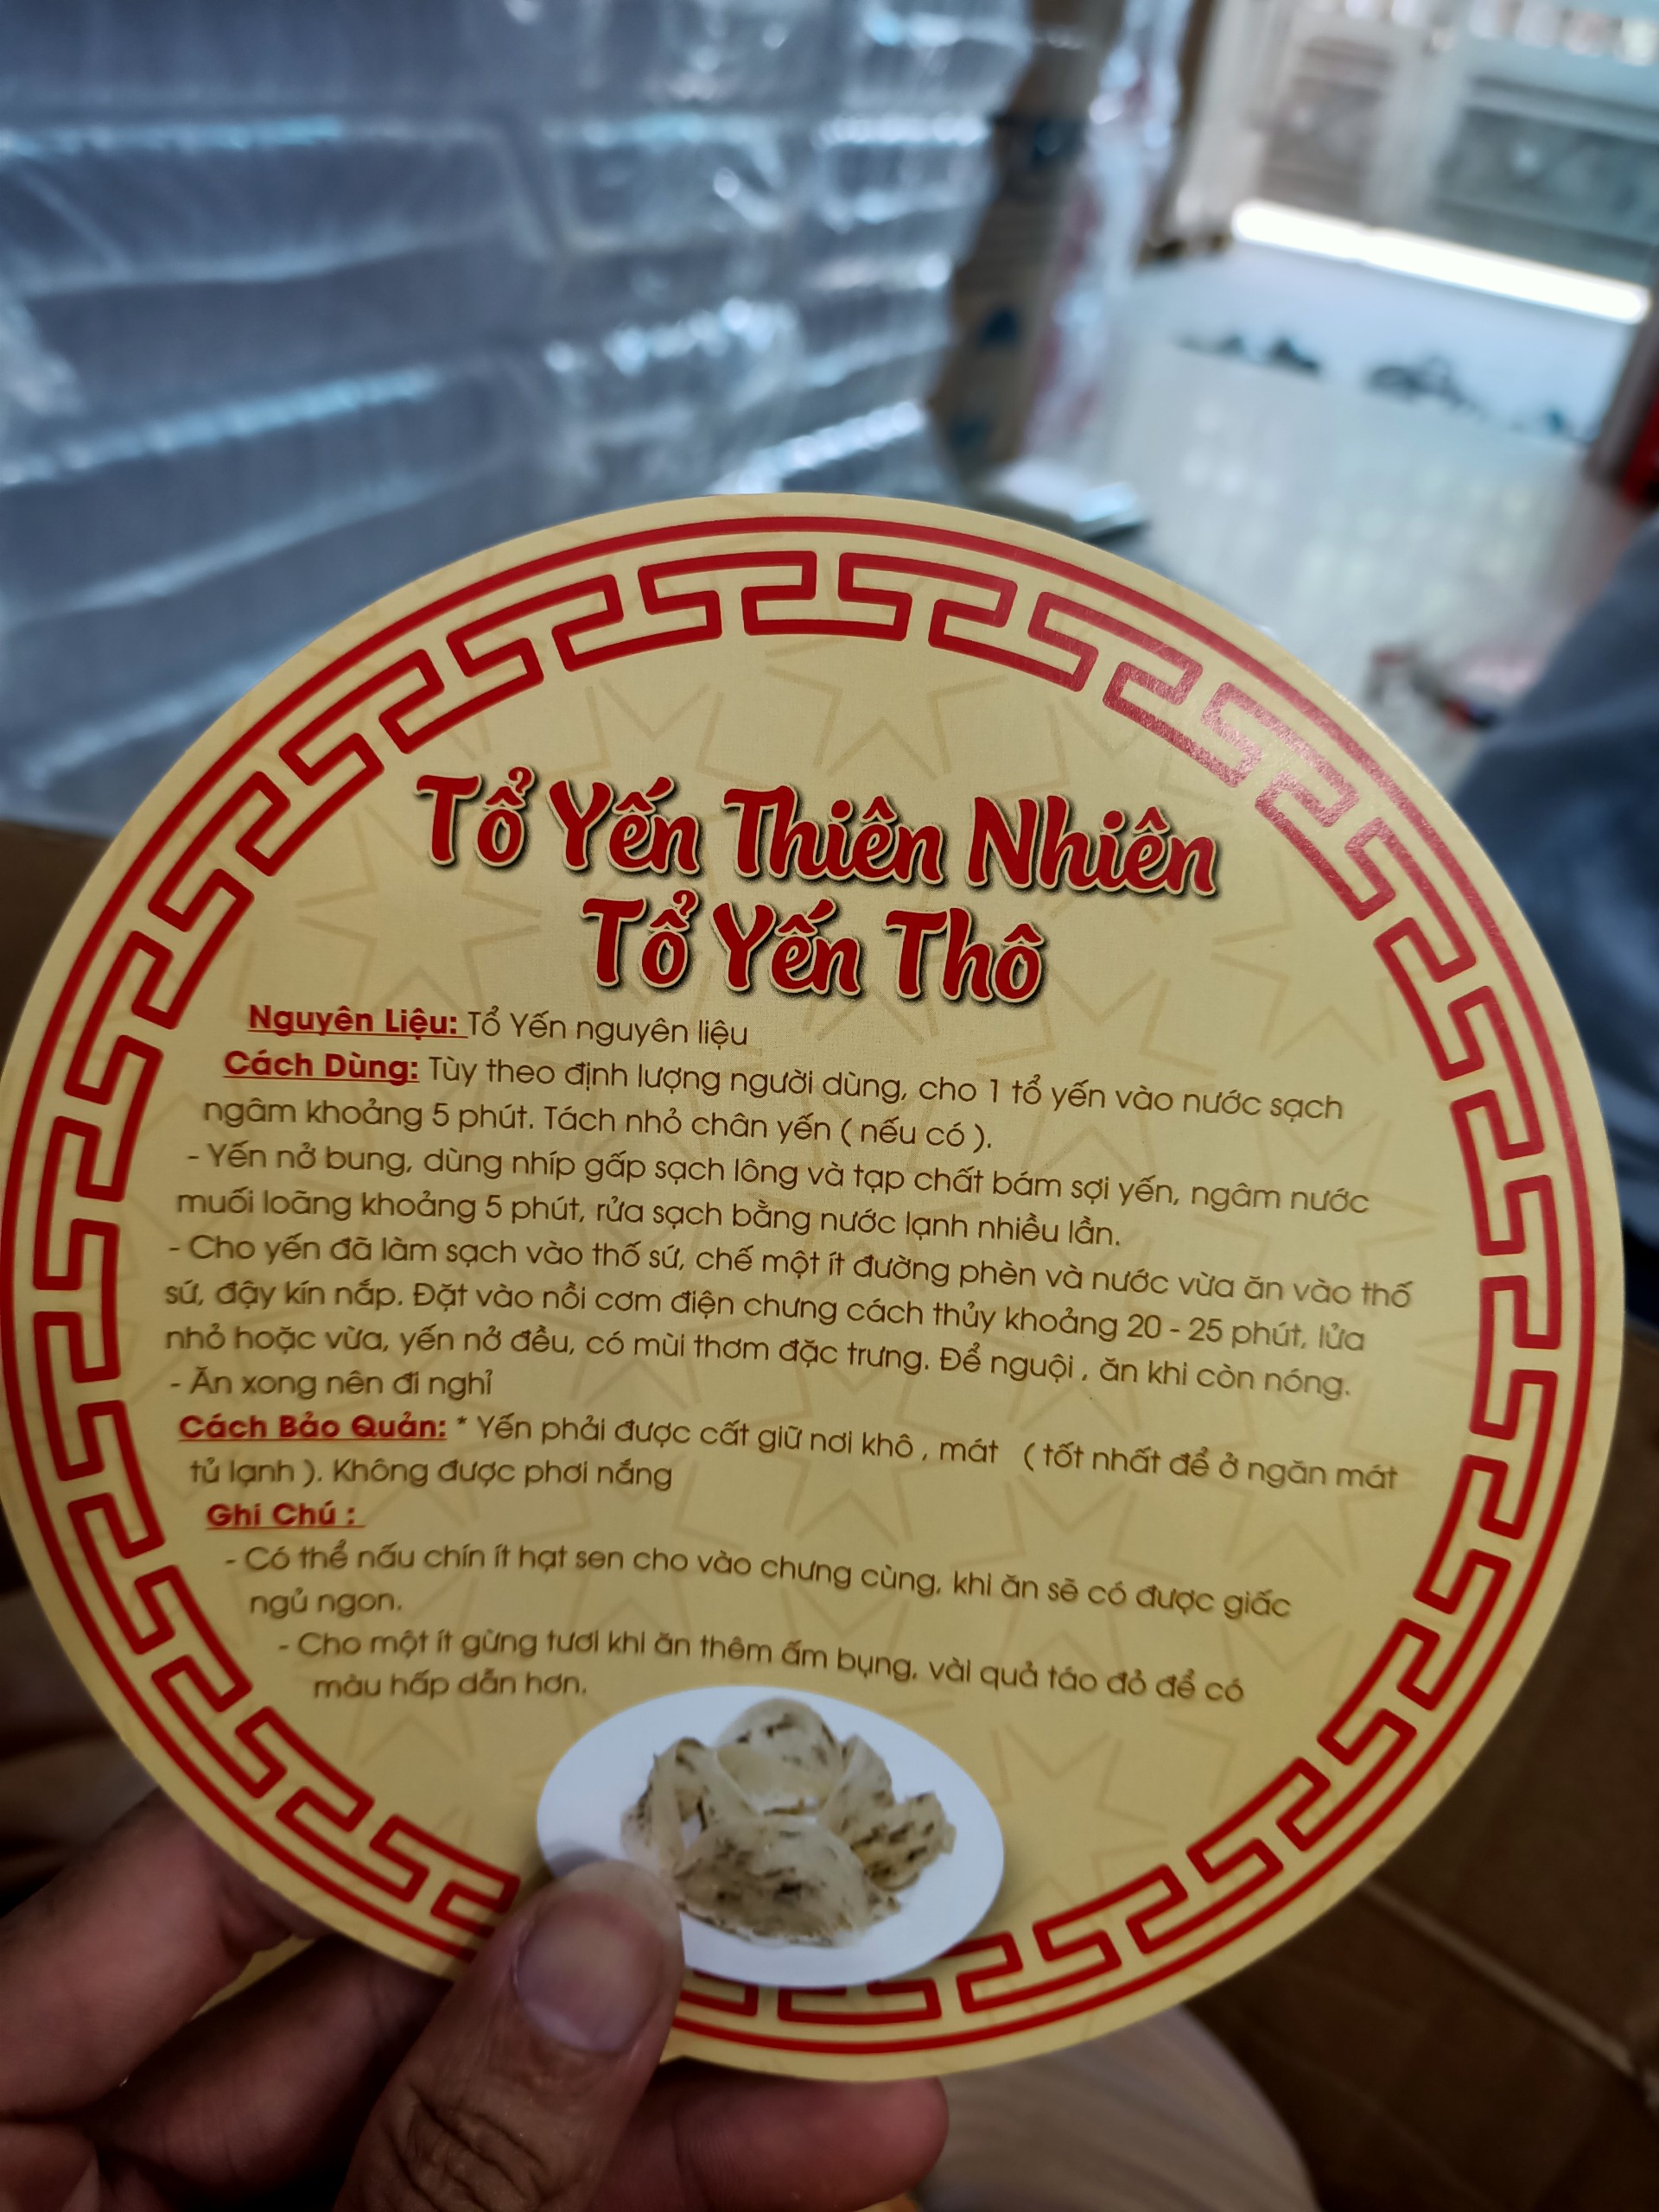 Tổ Yến Thiên Nhiên
Tổ Yến Thô
Nguyên Liệu: Tổ Yến nguyên liệu
Cách Dùng: Tùy theo định lượng người dùng, cho 1 tổ yến vào nước sạch
ngâm khoảng 5 phút. Tách nhỏ chân yến ( nếu có ).
- Yến nở bung, dùng nhíp gấp sạch lông và tạp chất bám sợi yến, ngâm nước
muối loãng khoảng 5 phút, rửa sạch bằng nước lạnh nhiều lần.
- Cho yến đã làm sạch vào thố sứ, chế một ít đường phèn và nước vừa ăn vào thố
sứ, đậy kín nắp. Đặt vào nồi cơm điện chưng cách thủy khoảng 20 - 25 phút, lửa
nhỏ hoặc vừa, yến nở đều, có mùi thơm đặc trưng. Để nguội , ăn khi còn nóng.
- Ăn xong nên đi nghỉ
Cách Bảo Quản: * Yến phải được cất giữ nơi khô , mát ( tốt nhất để ở ngăn mát
tủ lạnh ). Không được phơi nắng
Ghi Chú :
- Có thể nấu chín ít hạt sen cho vào chưng cùng, khi ăn sẽ có được giấc
ngủ ngon.
- Cho một ít gừng tươi khi ăn thêm ấm bụng, vài quả táo đỏ để có
màu hấp dẫn hơn.